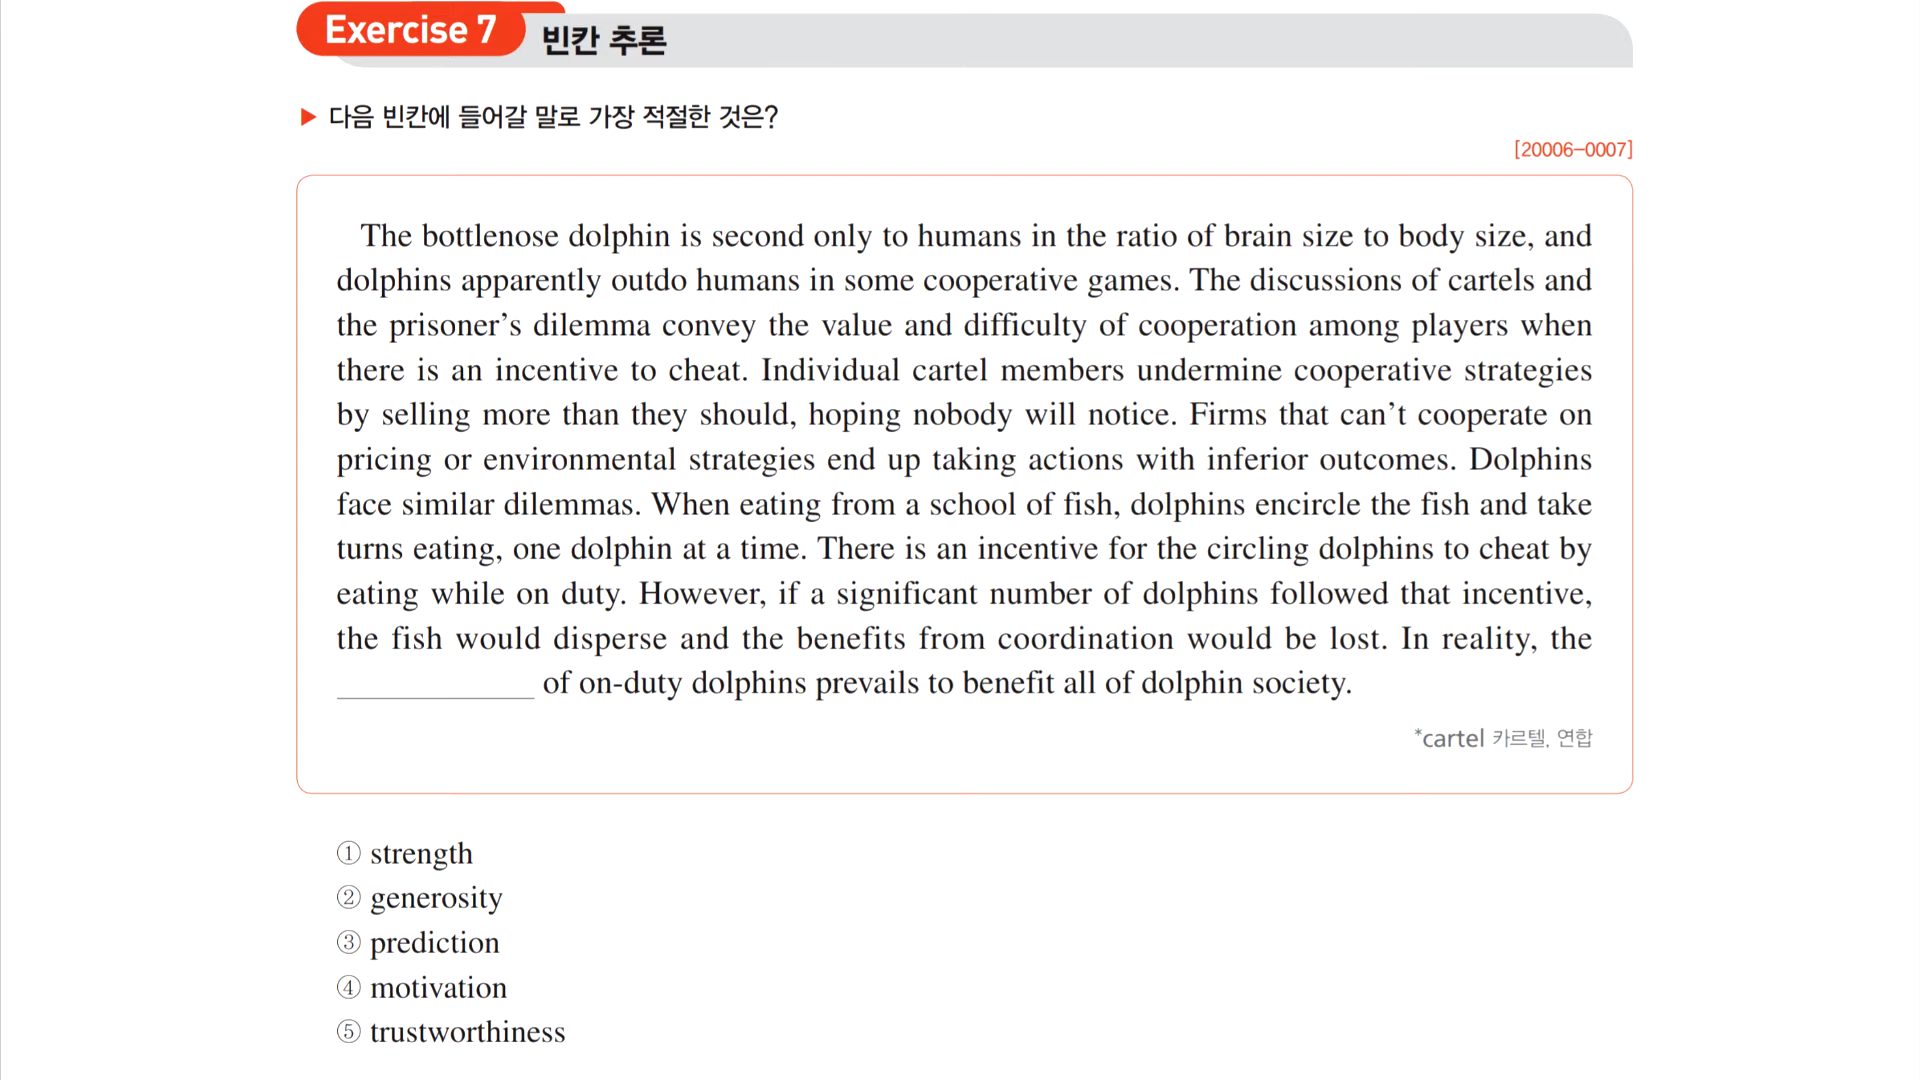 Exercise 7 빈칸 추론
▶ 다음 빈칸에 들어갈 말로 가장 적절한 것은?
[20006-0007]
The bottlenose dolphin is second only to humans in the ratio of brain size to body size, and
dolphins apparently outdo humans in some cooperative games. The discussions of cartels and
the prisoner's dilemma convey the value and difficulty of cooperation among players when
there is an incentive to cheat. Individual cartel members undermine cooperative strategies
by selling more than they should, hoping nobody will notice. Firms that can't cooperate on
pricing or environmental strategies end up taking actions with inferior outcomes. Dolphins
face similar dilemmas. When eating from a school of fish, dolphins encircle the fish and take
turns eating, one dolphin at a time. There is an incentive for the circling dolphins to cheat by
eating while on duty. However, if a significant number of dolphins followed that incentive,
the fish would disperse and the benefits from coordination would be lost. In reality, the
____________ of on-duty dolphins prevails to benefit all of dolphin society.
*cartel 카르텔, 연합
① strength
② generosity
③ prediction
④ motivation
⑤ trustworthiness